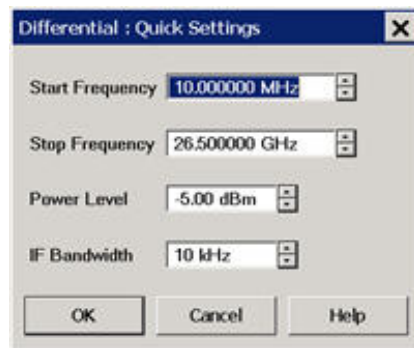 Differential : Quick Settings
Start Frequency 10.000000 MHz
Stop Frequency 26.500000 GHz
Power Level -5.00 dBm
IF Bandwidth 10 kHz
OK Cancel Help